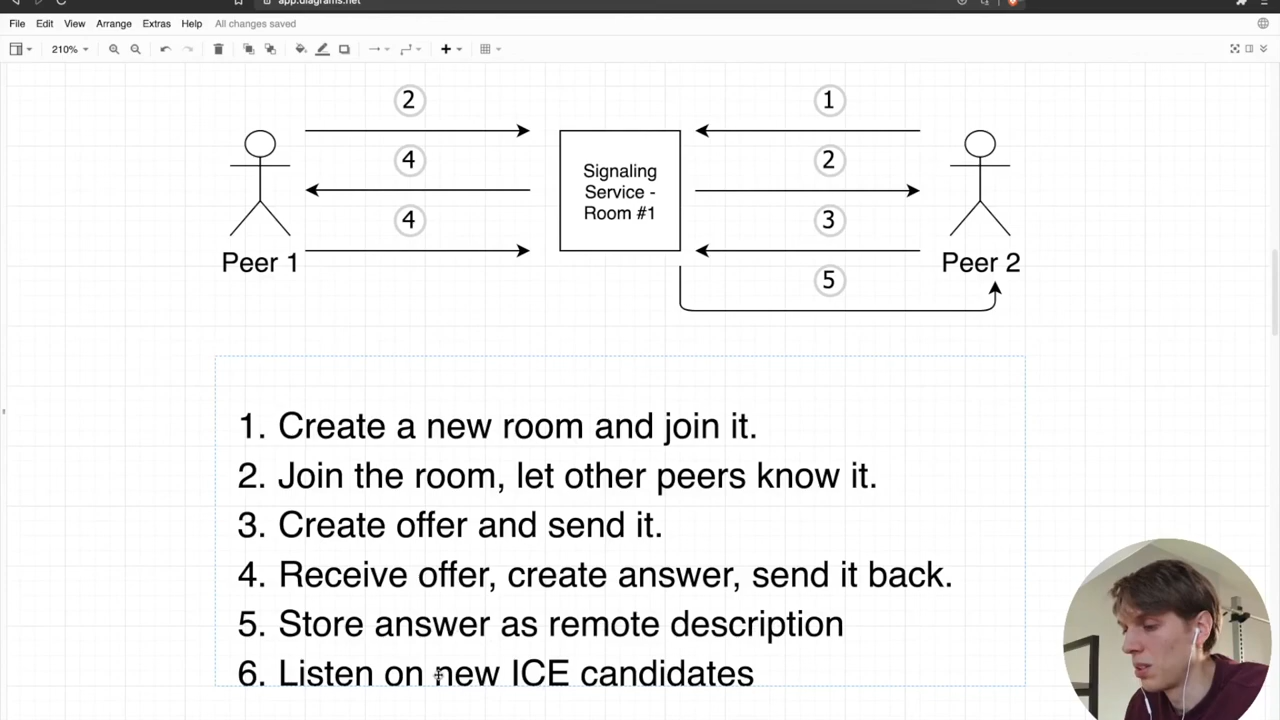 app.diagrams.net
File Edit View Arrange Extras Help All changes saved
210%
2
1
4
2
4
3
5
Signaling
Service -
Room #1
Peer 1
Peer 2
1. Create a new room and join it.
2. Join the room, let other peers know it.
3. Create offer and send it.
4. Receive offer, create answer, send it back.
5. Store answer as remote description
6. Listen on new ICE candidates